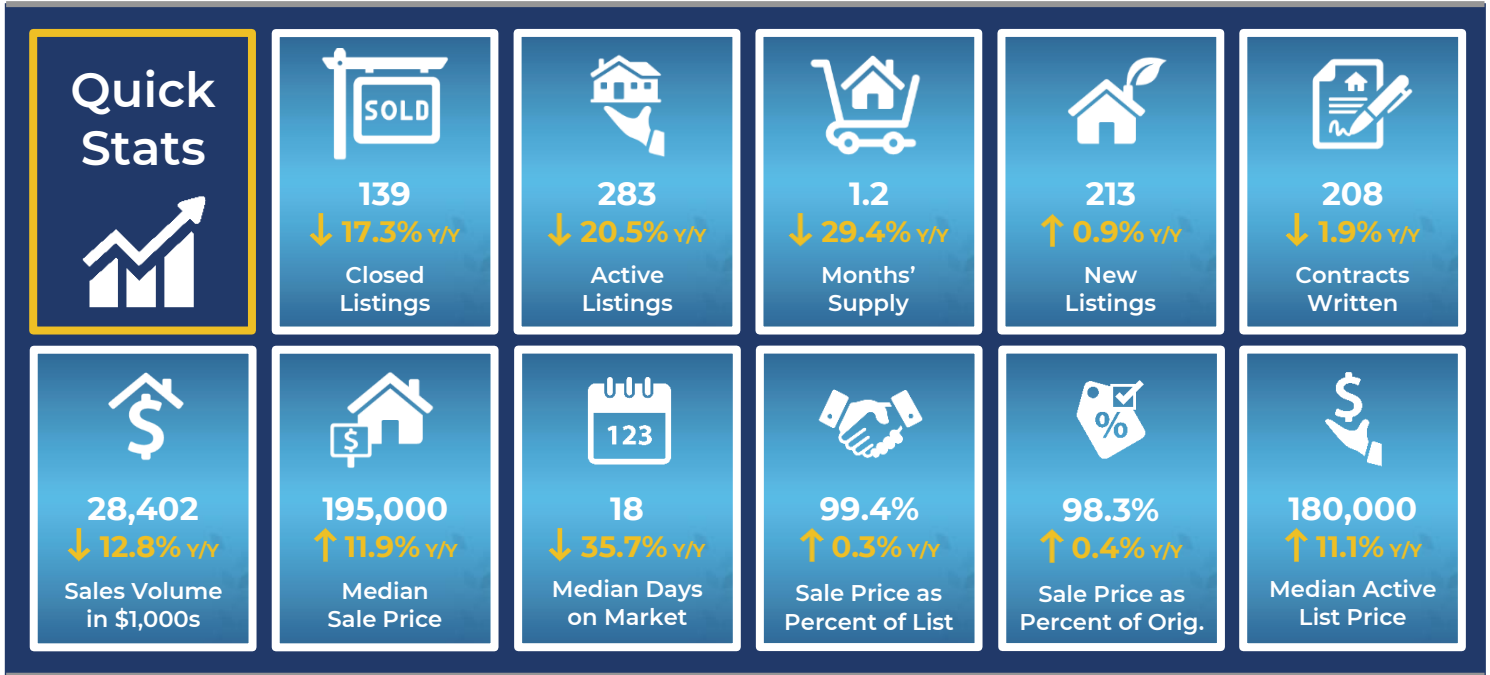 Quick
Stats
SOLD
139
↓ 17.3% Y/Y
Closed
Listings
283
↓ 20.5% Y/Y
Active
Listings
1.2
↓ 29.4% Y/Y
Months’
Supply
213
↑ 0.9% Y/Y
New
Listings
208
↓ 1.9% Y/Y
Contracts
Written
$
28,402
↓ 12.8% Y/Y
Sales Volume
in $1,000s
$
195,000
↑ 11.9% Y/Y
Median
Sale Price
123
18
↓ 35.7% Y/Y
Median Days
on Market
99.4%
↑ 0.3% Y/Y
Sale Price as
Percent of List
%
98.3%
↑ 0.4% Y/Y
Sale Price as
Percent of Orig.
$
180,000
↑ 11.1% Y/Y
Median Active
List Price